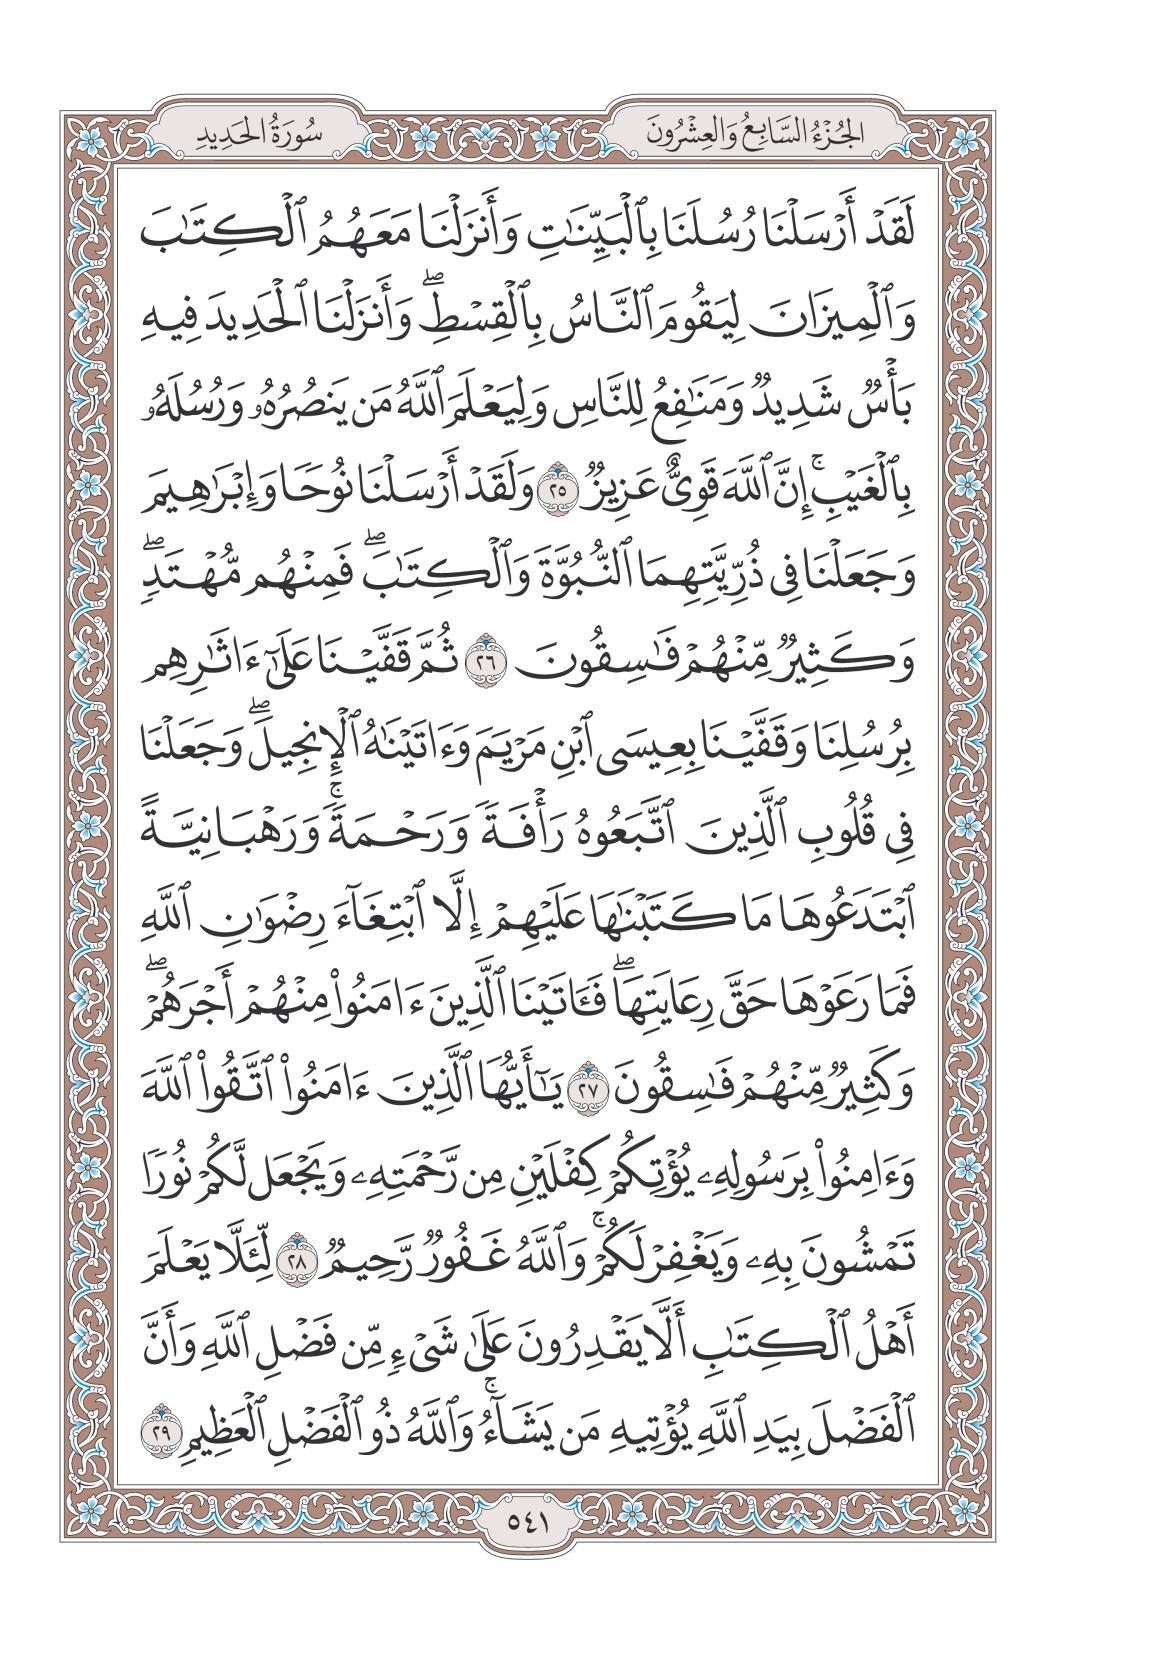 الجُزْءُ السَّابِعُ وَالعِشْرُونَ
سُورَةُ الحَدِيدِ
لَقَدْ أَرْسَلْنَا رُسُلَنَا بِٱلْبَيِّنَٰتِ وَأَنزَلْنَا مَعَهُمُ ٱلْكِتَٰبَ
وَٱلْمِيزَانَ لِيَقُومَ ٱلنَّاسُ بِٱلْقِسْطِۖ وَأَنزَلْنَا ٱلْحَدِيدَ فِيهِ
بَأْسٌ شَدِيدٌ وَمَنَٰفِعُ لِلنَّاسِ وَلِيَعْلَمَ ٱللَّهُ مَن يَنصُرُهُۥ وَرُسُلَهُۥ
بِٱلْغَيْبِۚ إِنَّ ٱللَّهَ قَوِىٌّ عَزِيزٌ ٢٥ وَلَقَدْ أَرْسَلْنَا نُوحًا وَإِبْرَٰهِيمَ
وَجَعَلْنَا فِى ذُرِّيَّتِهِمَا ٱلنُّبُوَّةَ وَٱلْكِتَٰبَۖ فَمِنْهُم مُّهْتَدٍۖ
وَكَثِيرٌ مِّنْهُمْ فَٰسِقُونَ ٢٦ ثُمَّ قَفَّيْنَا عَلَىٰٓ ءَاثَٰرِهِم
بِرُسُلِنَا وَقَفَّيْنَا بِعِيسَى ٱبْنِ مَرْيَمَ وَءَاتَيْنَٰهُ ٱلْإِنجِيلَۖ وَجَعَلْنَا
فِى قُلُوبِ ٱلَّذِينَ ٱتَّبَعُوهُ رَأْفَةً وَرَحْمَةًۚ وَرَهْبَانِيَّةً
ٱبْتَدَعُوهَا مَا كَتَبْنَٰهَا عَلَيْهِمْ إِلَّا ٱبْتِغَآءَ رِضْوَٰنِ ٱللَّهِ
فَمَا رَعَوْهَا حَقَّ رِعَايَتِهَاۖ فَـَٔاتَيْنَا ٱلَّذِينَ ءَامَنُوا۟ مِنْهُمْ أَجْرَهُمْۖ
وَكَثِيرٌ مِّنْهُمْ فَٰسِقُونَ ٢٧ يَٰٓأَيُّهَا ٱلَّذِينَ ءَامَنُوا۟ ٱتَّقُوا۟ ٱللَّهَ
وَءَامِنُوا۟ بِرَسُولِهِۦ يُؤْتِكُمْ كِفْلَيْنِ مِن رَّحْمَتِهِۦ وَيَجْعَل لَّكُمْ نُورًا
تَمْشُونَ بِهِۦ وَيَغْفِرْ لَكُمْۚ وَٱللَّهُ غَفُورٌ رَّحِيمٌ ٢٨ لِّئَلَّا يَعْلَمَ
أَهْلُ ٱلْكِتَٰبِ أَلَّا يَقْدِرُونَ عَلَىٰ شَىْءٍ مِّن فَضْلِ ٱللَّهِ وَأَنَّ
ٱلْفَضْلَ بِيَدِ ٱللَّهِ يُؤْتِيهِ مَن يَشَآءُۚ وَٱللَّهُ ذُو ٱلْفَضْلِ ٱلْعَظِيمِ ٢٩
٥٤١